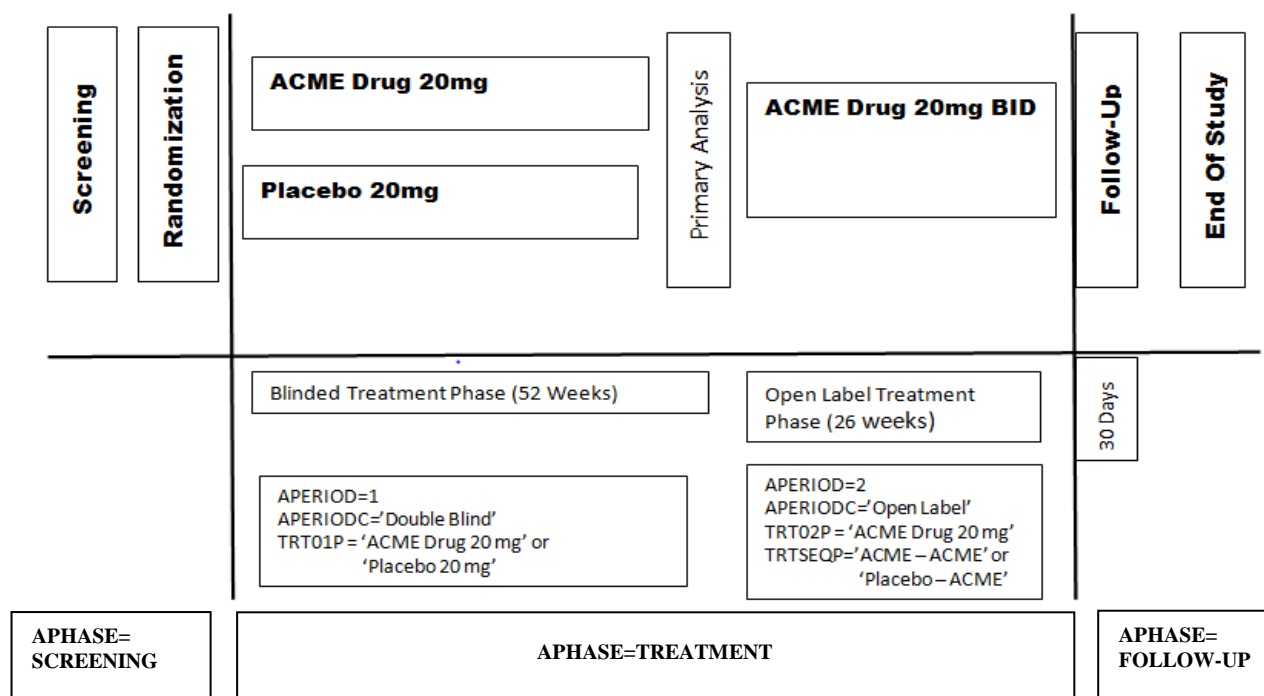 Screening
Randomization
ACME Drug 20mg
Placebo 20mg
Primary Analysis
ACME Drug 20mg BID
Follow-Up
End Of Study
Blinded Treatment Phase (52 Weeks)
Open Label Treatment
Phase (26 weeks)
30 Days
APERIOD=1
APERIODC=’Double Blind’
TRT01P = ‘ACME Drug 20 mg’ or
‘Placebo 20 mg’
APERIOD=2
APERIODC=’Open Label’
TRT02P = ‘ACME Drug 20 mg’
TRTSEQP=’ACME – ACME’ or
‘Placebo – ACME’
APHASE=
SCREENING
APHASE=TREATMENT
APHASE=
FOLLOW-UP